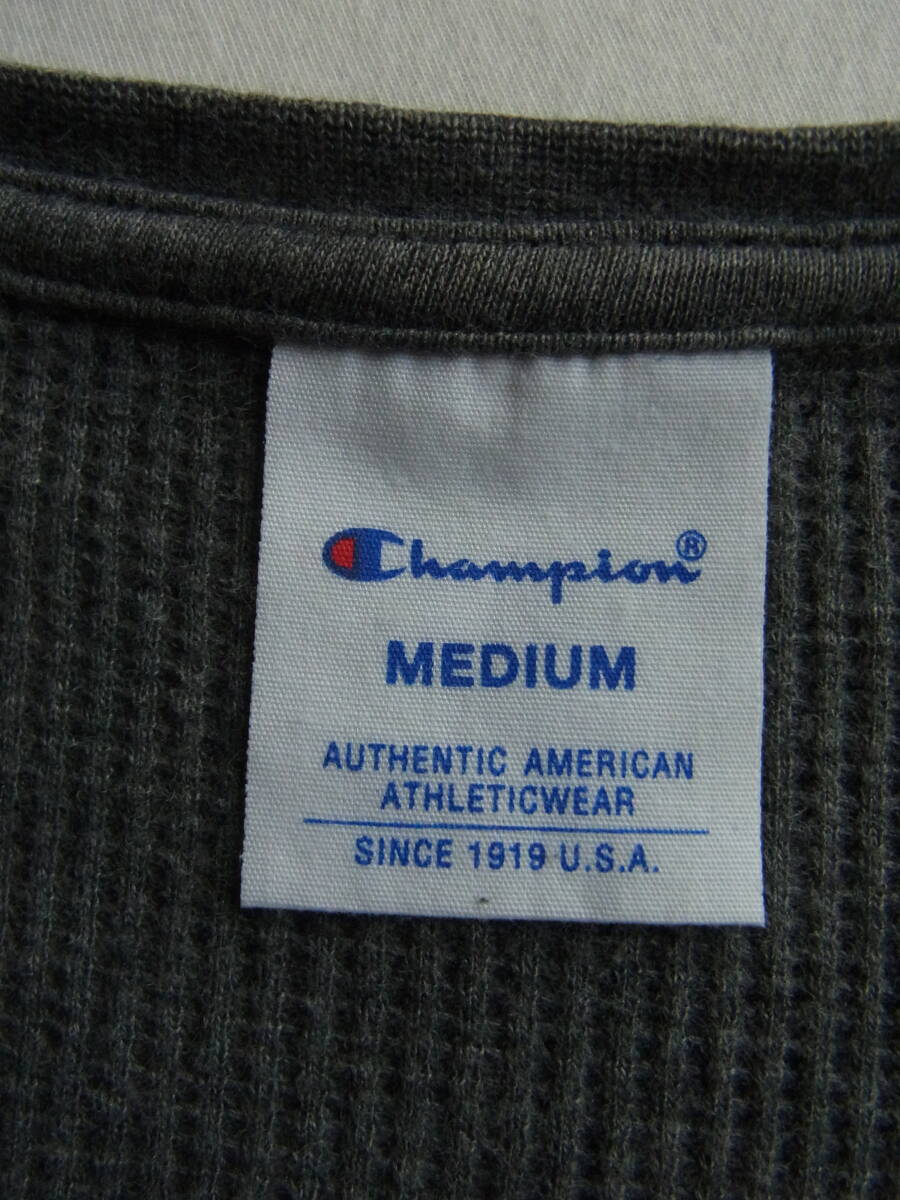 Champion®
MEDIUM
AUTHENTIC AMERICAN
ATHLETICWEAR
SINCE 1919 U.S.A.